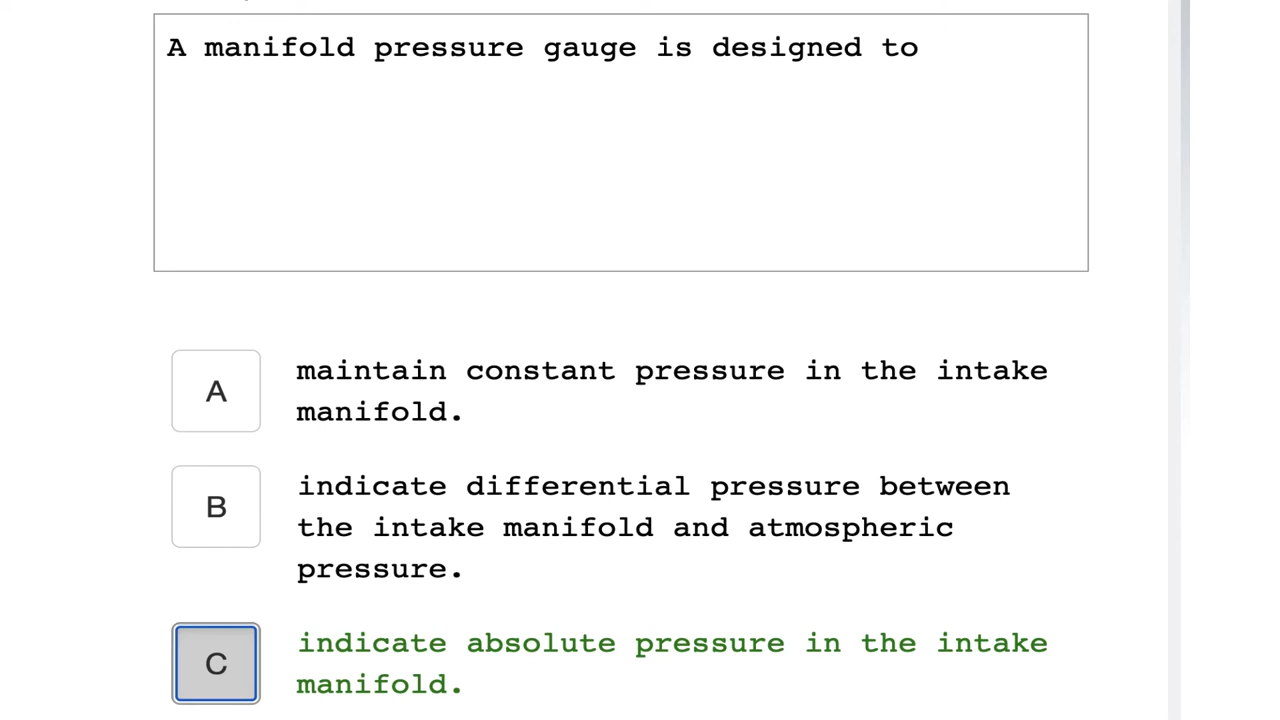 A manifold pressure gauge is designed to
A
maintain constant pressure in the intake
manifold.
B
indicate differential pressure between
the intake manifold and atmospheric
pressure.
C
indicate absolute pressure in the intake
manifold.